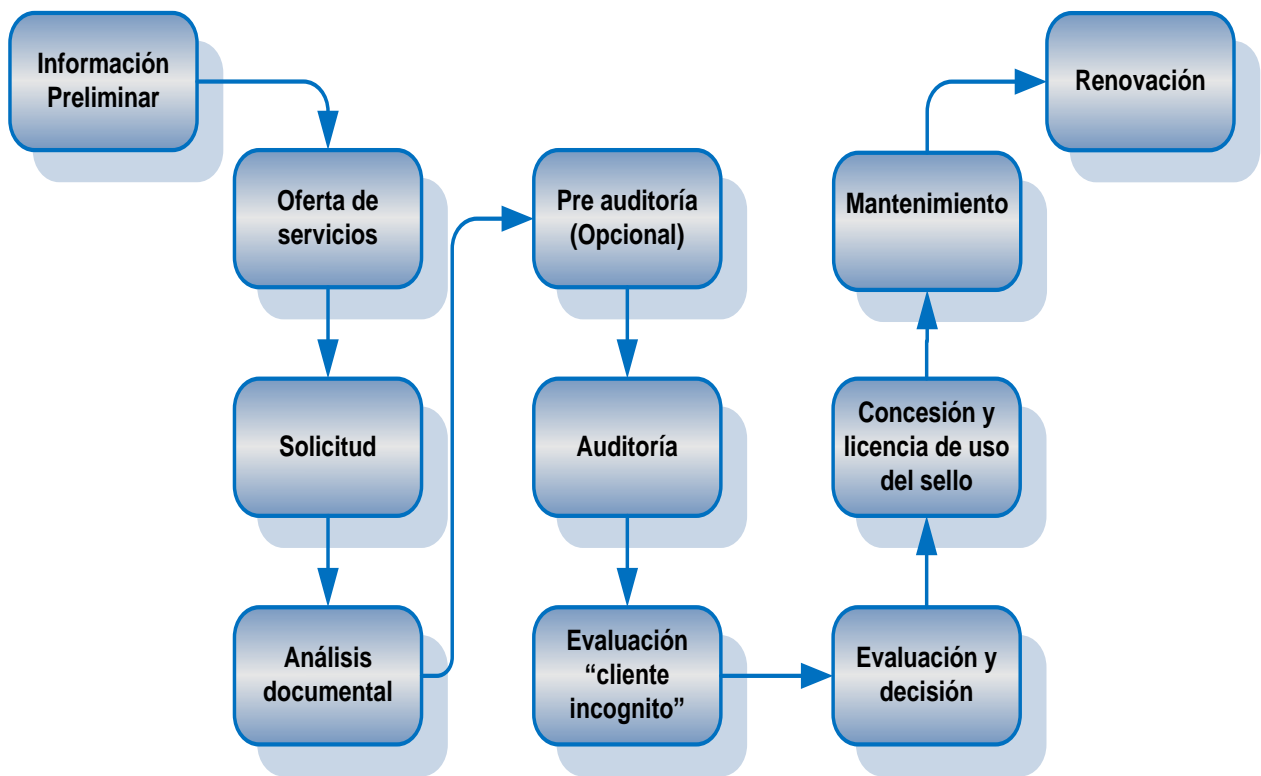 Información
Preliminar
Oferta de
servicios
Solicitud
Análisis
documental
Pre auditoría
(Opcional)
Auditoría
Evaluación
“cliente
incognito”
Evaluación y
decisión
Concesión y
licencia de uso
del sello
Mantenimiento
Renovación